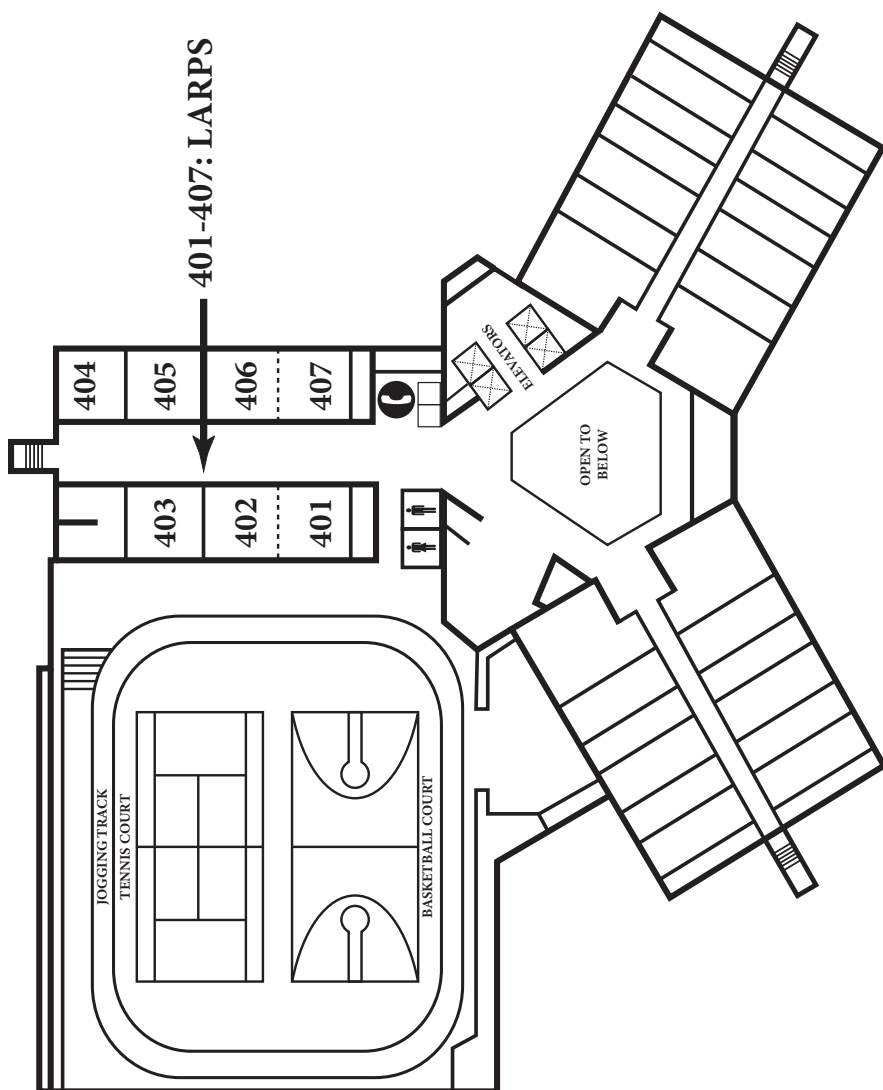 401-407: LARPS
404
405
406
407
403
402
401
ELEVATORS
OPEN TO
BELOW
JOGGING TRACK
TENNIS COURT
BASKETBALL COURT